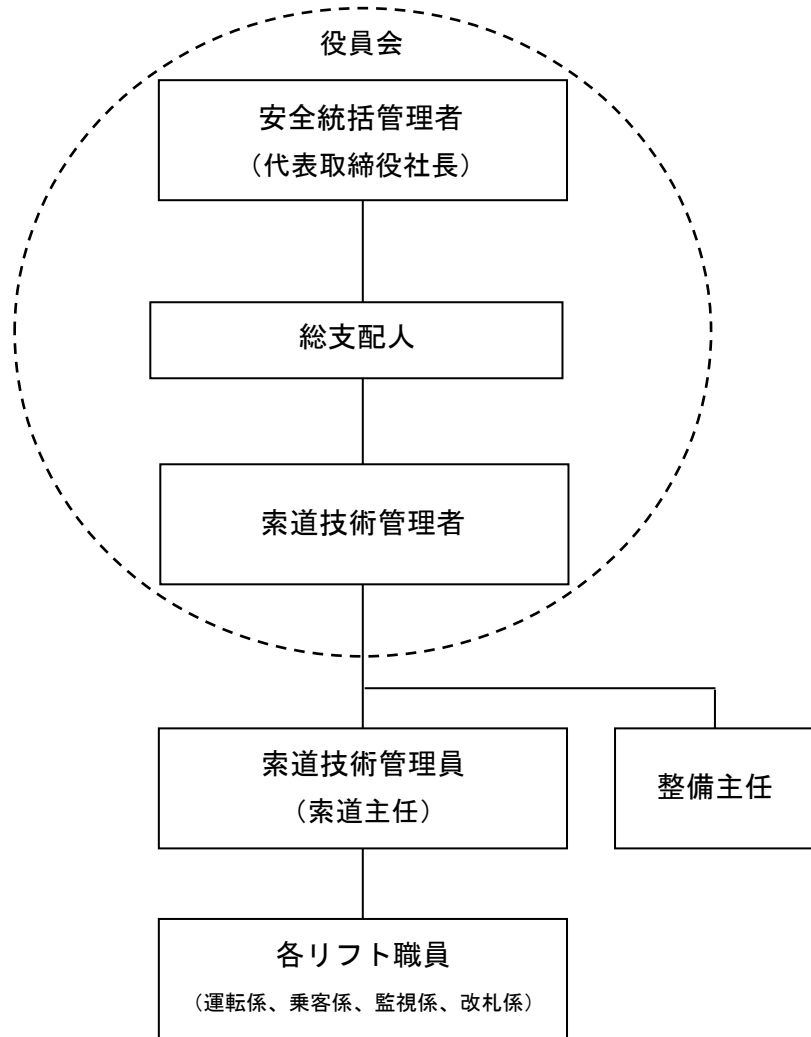 役員会
安全統括管理者
（代表取締役社長）
総支配人
索道技術管理者
索道技術管理員
（索道主任）
整備主任
各リフト職員
（運転係、乗客係、監視係、改札係）